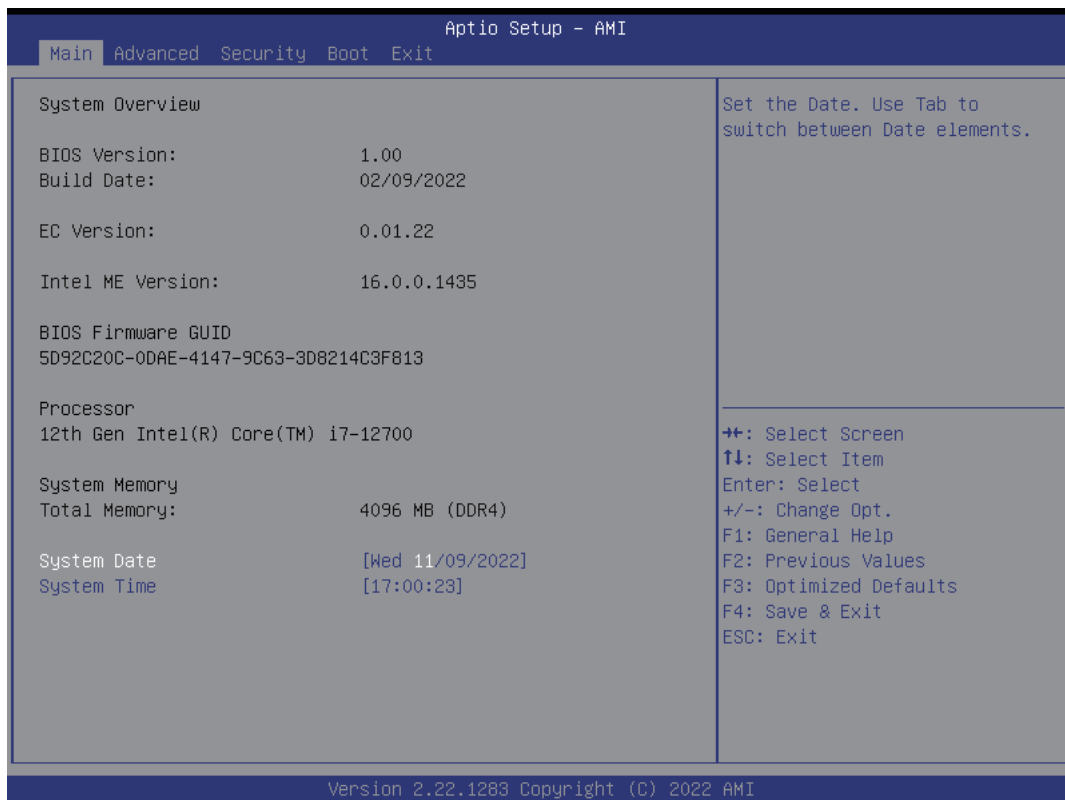 Aptio Setup - AMI
Main Advanced Security Boot Exit
System Overview
BIOS Version: 1.00
Build Date: 02/09/2022
EC Version: 0.01.22
Intel ME Version: 16.0.0.1435
BIOS Firmware GUID
5D92C20C-0DAE-4147-9C63-3D8214C3F813
Processor
12th Gen Intel(R) Core(TM) i7-12700
System Memory
Total Memory: 4096 MB (DDR4)
System Date [Wed 11/09/2022]
System Time [17:00:23]
Set the Date. Use Tab to
switch between Date elements.
→←: Select Screen
↑↓: Select Item
Enter: Select
+/-: Change Opt.
F1: General Help
F2: Previous Values
F3: Optimized Defaults
F4: Save & Exit
ESC: Exit
Version 2.22.1283 Copyright (C) 2022 AMI